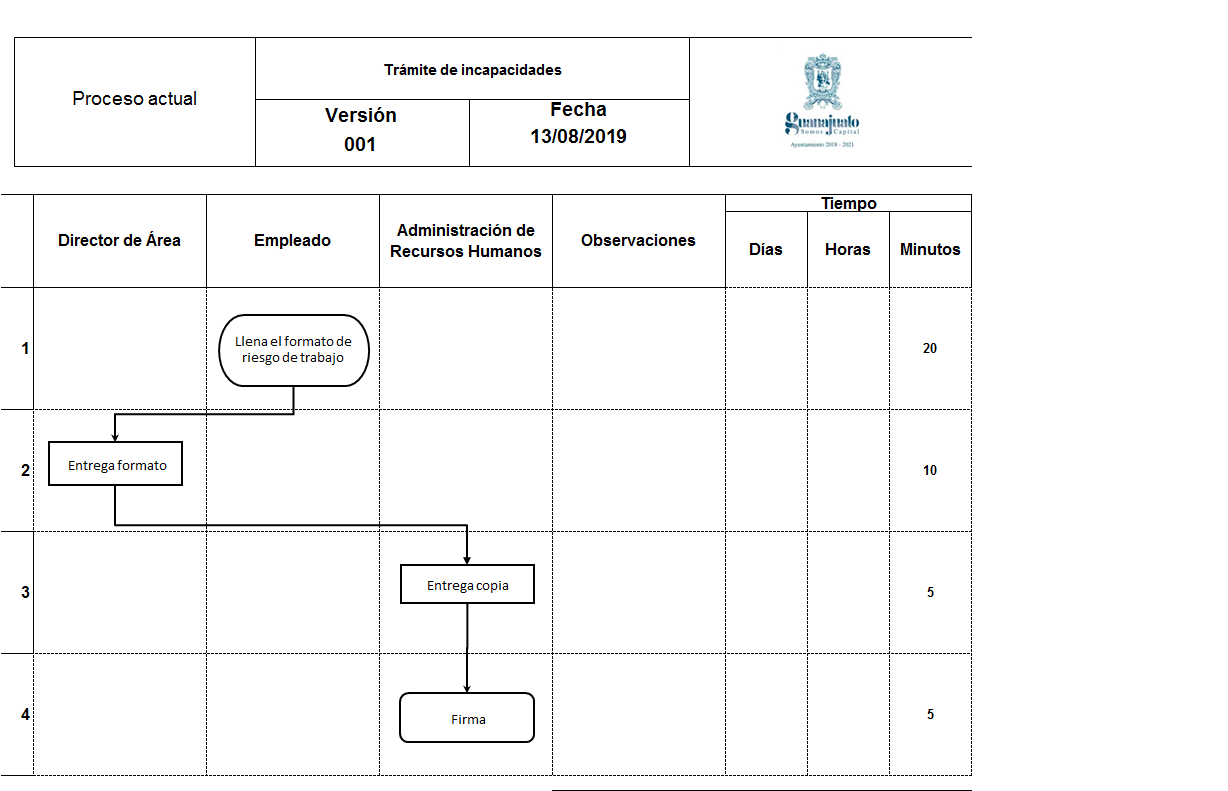 Proceso actual
Trámite de incapacidades
Versión
001
Fecha
13/08/2019
Guanajuato
Somos Capital
Ayuntamiento 2018 - 2021
Director de Área
Empleado
Administración de
Recursos Humanos
Observaciones
Tiempo
Días
Horas
Minutos
1
Llena el formato de
riesgo de trabajo
20
2
Entrega formato
10
3
Entrega copia
5
4
Firma
5